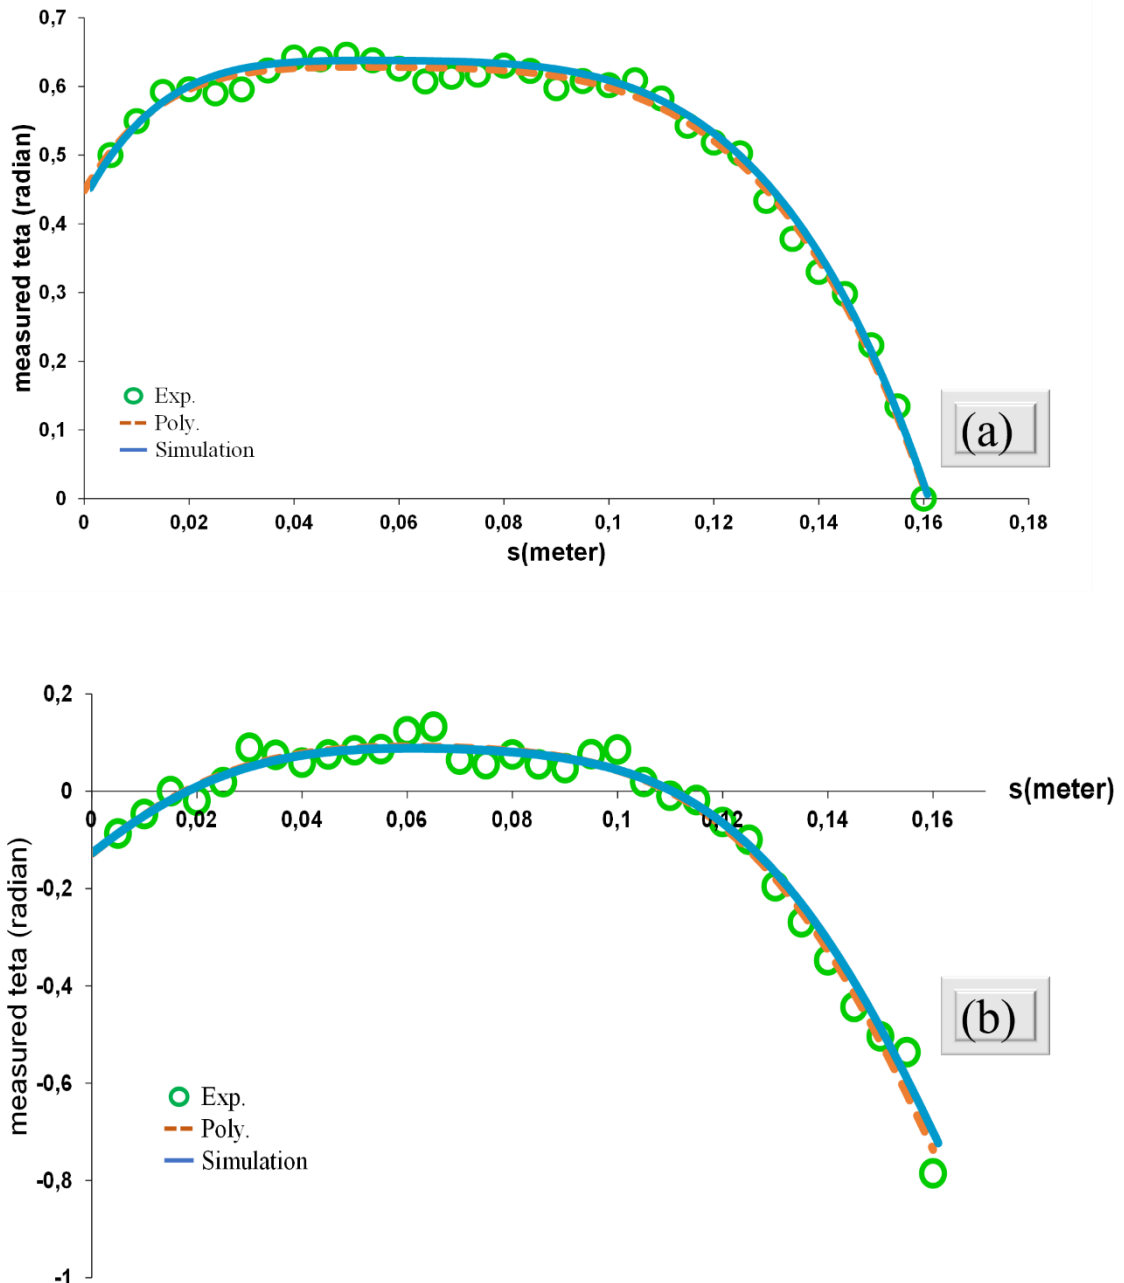 0,7
0,6
0,5
0,4
0,3
0,2
0,1
0
measured teta (radian)
Exp.
Poly.
Simulation
(a)
0 0,02 0,04 0,06 0,08 0,1 0,12 0,14 0,16 0,18
s(meter)
0,2
0
-0,2
-0,4
-0,6
-0,8
-1
measured teta (radian)
0 0,02 0,04 0,06 0,08 0,1 0,12 0,14 0,16
s(meter)
(b)
Exp.
Poly.
Simulation